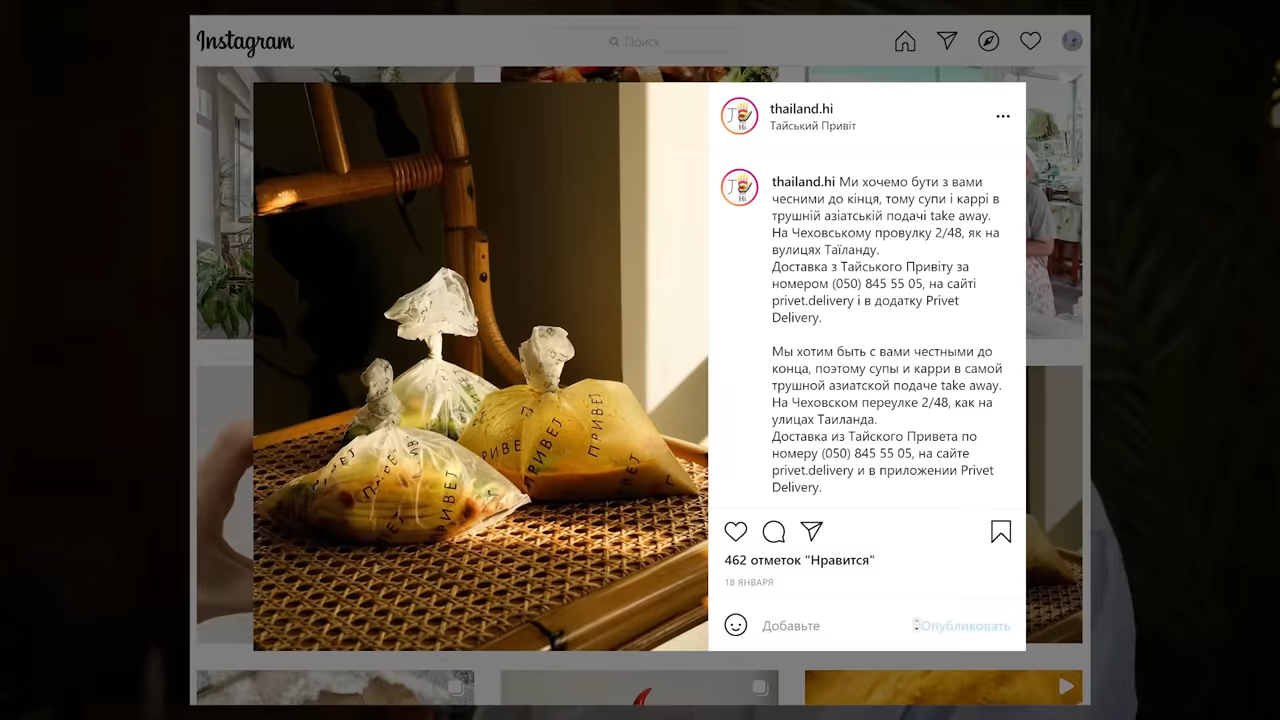 Instagram
Поиск
thailand.hi
Тайський Привіт
thailand.hi Ми хочемо бути з вами
чесними до кінця, тому супи і каррі в
трушній азіатській подачі take away.
На Чеховському провулку 2/48, як на
вулицях Таїланду.
Доставка з Тайського Привіту за
номером (050) 845 55 05, на сайті
privet.delivery і в додатку Privet
Delivery.
Мы хотим быть с вами честными до
конца, поэтому супы и карри в самой
трушной азиатской подаче take away.
На Чеховском переулке 2/48, как на
улицах Таиланда.
Доставка из Тайского Привета по
номеру (050) 845 55 05, на сайте
privet.delivery и в приложении Privet
Delivery.
ПРИВЕТ
ПРИВЕТ
462 отметок "Нравится"
18 ЯНВАРЯ
Добавьте
Опубликовать